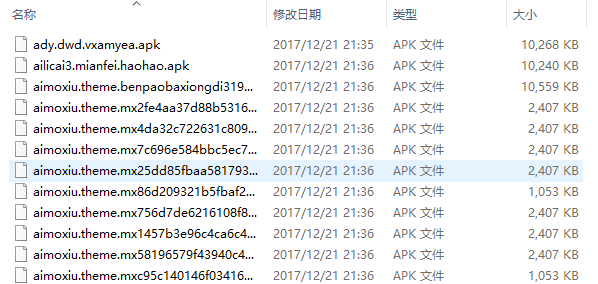 名称 修改日期 类型 大小
ady.dwd.vxamyea.apk 2017/12/21 21:35 APK 文件 10,268 KB
ailicai3.mianfei.haohao.apk 2017/12/21 21:36 APK 文件 10,240 KB
aimoxiu.theme.benpaobaxiongdi319... 2017/12/21 21:36 APK 文件 10,559 KB
aimoxiu.theme.mx2fe4aa37d88b5316... 2017/12/21 21:36 APK 文件 2,407 KB
aimoxiu.theme.mx4da32c722631c809... 2017/12/21 21:36 APK 文件 2,407 KB
aimoxiu.theme.mx7c696e584bbc5ec7... 2017/12/21 21:36 APK 文件 2,407 KB
aimoxiu.theme.mx25dd85fbaa581793... 2017/12/21 21:36 APK 文件 2,407 KB
aimoxiu.theme.mx86d209321b5fbaf2... 2017/12/21 21:36 APK 文件 1,053 KB
aimoxiu.theme.mx756d7de6216108f8... 2017/12/21 21:36 APK 文件 2,407 KB
aimoxiu.theme.mx1457b3e96c4ca6c4... 2017/12/21 21:36 APK 文件 2,407 KB
aimoxiu.theme.mx58196579f43940c4... 2017/12/21 21:36 APK 文件 2,407 KB
aimoxiu.theme.mxc95c140146f03416... 2017/12/21 21:36 APK 文件 1,053 KB